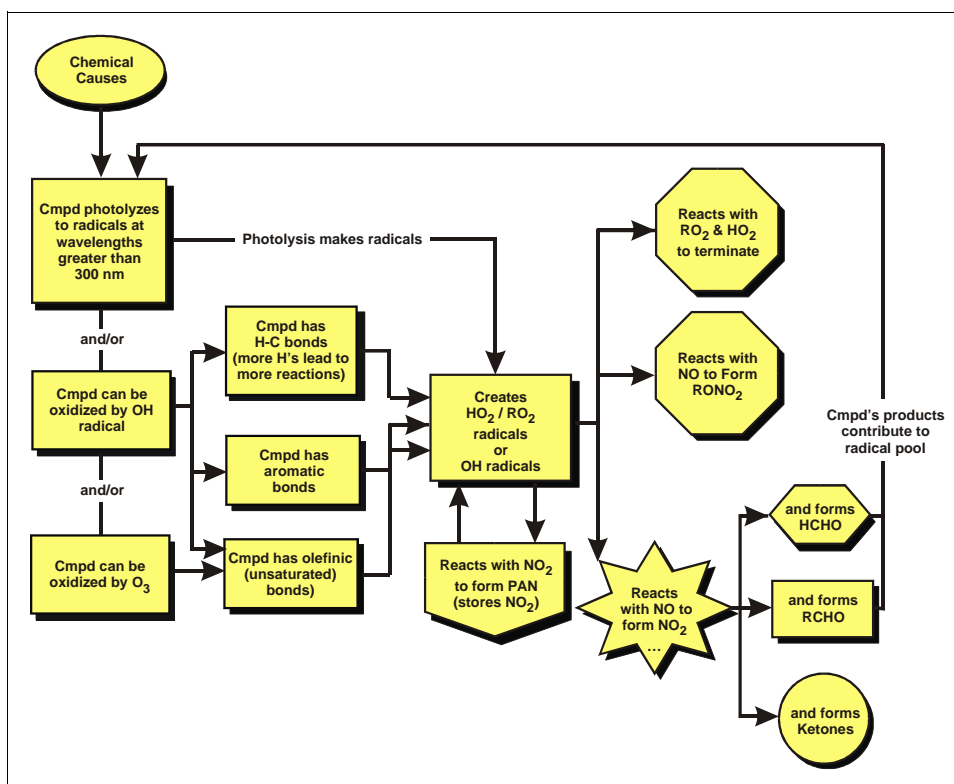 Chemical
Causes
Cmpd photolyzes
to radicals at
wavelengths
greater than
300 nm
Photolysis makes radicals
and/or
Cmpd can be
oxidized by OH
radical
and/or
Cmpd can be
oxidized by O3
Cmpd has
H-C bonds
(more H's lead to
more reactions)
Cmpd has
aromatic
bonds
Cmpd has olefinic
(unsaturated)
bonds)
Creates
HO2 / RO2
radicals
or
OH radicals
Reacts with NO2
to form PAN
(stores NO2)
Reacts with
RO2 & HO2
to terminate
Reacts with
NO to Form
RONO2
Reacts
with NO to
form NO2
...
Cmpd's products
contribute to
radical pool
and forms
HCHO
and forms
RCHO
and forms
Ketones